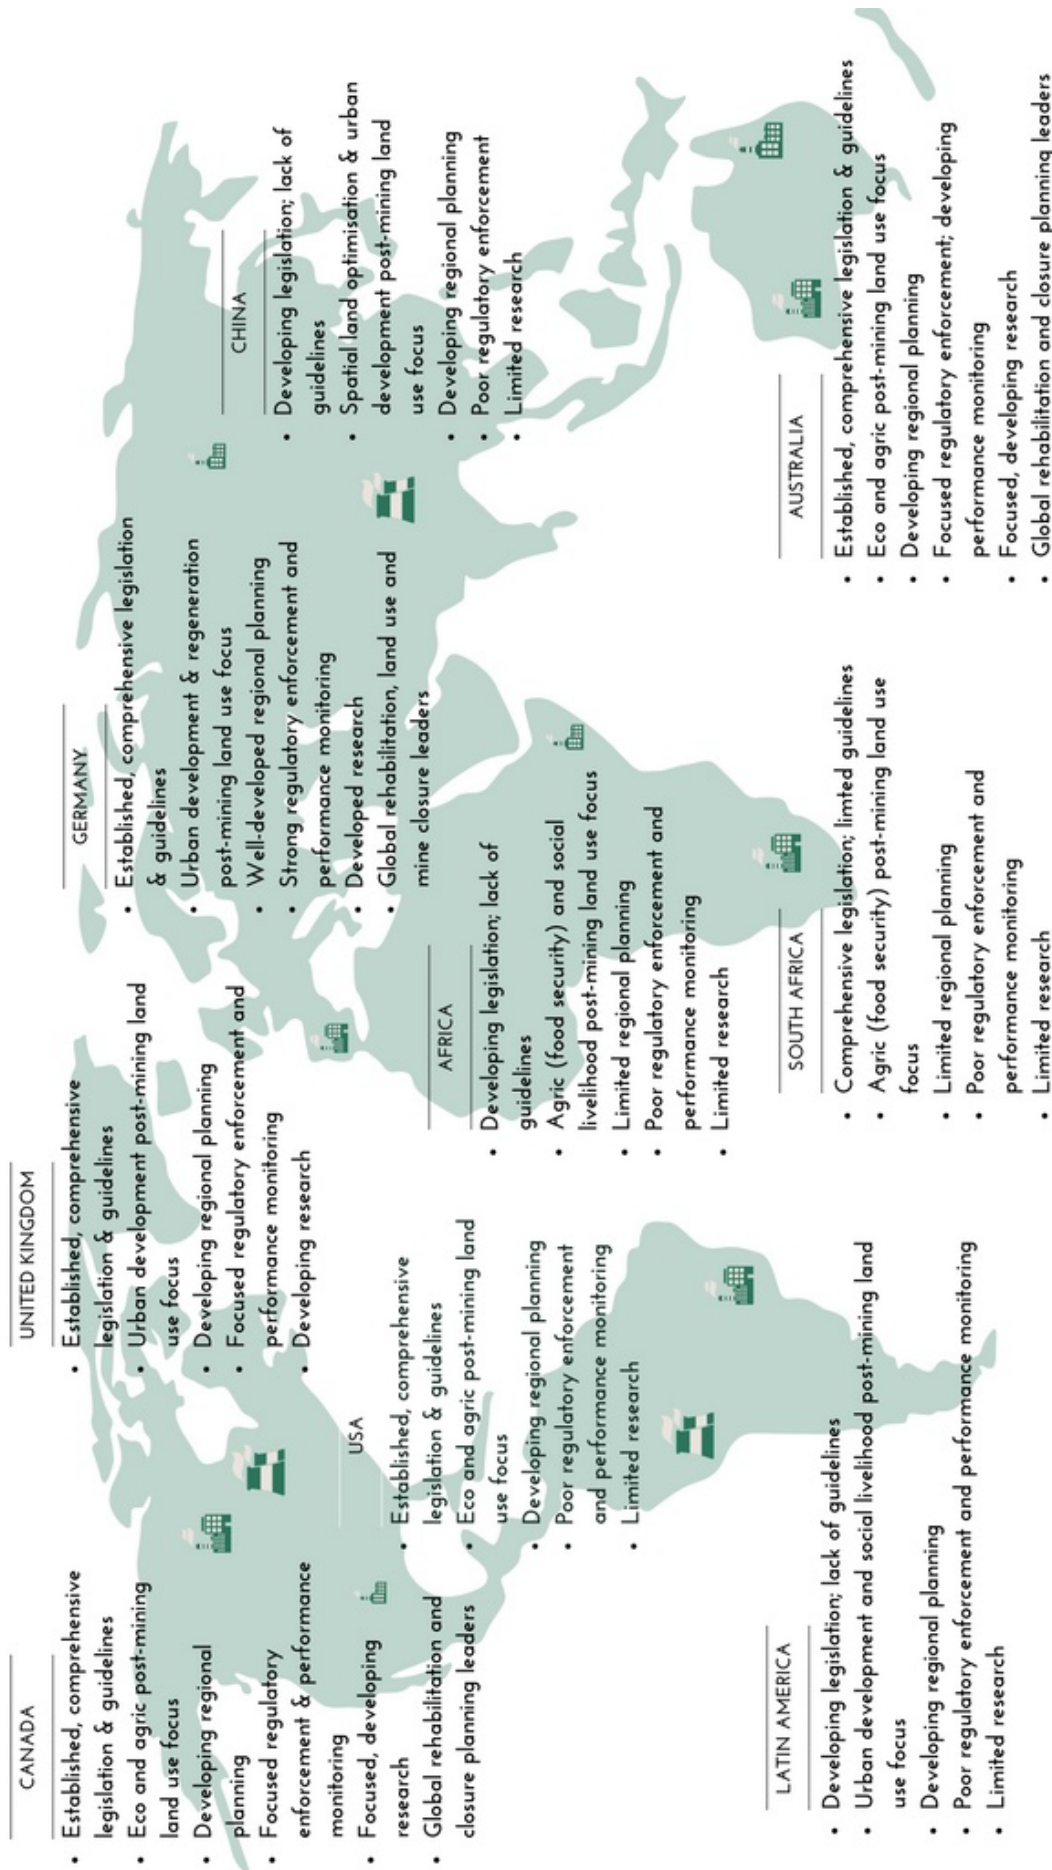 CANADA
• Established, comprehensive
legislation & guidelines
• Eco and agric post-mining
land use focus
• Developing regional
planning
• Focused regulatory
enforcement & performance
monitoring
• Focused, developing
research
• Global rehabilitation and
closure planning leaders
UNITED KINGDOM
• Established, comprehensive
legislation & guidelines
• Urban development post-mining land
use focus
• Developing regional planning
• Focused regulatory enforcement and
performance monitoring
• Developing research
USA
• Established, comprehensive
legislation & guidelines
• Eco and agric post-mining land
use focus
• Developing regional planning
• Poor regulatory enforcement
and performance monitoring
• Limited research
GERMANY
• Established, comprehensive legislation
& guidelines
• Urban development & regeneration
post-mining land use focus
• Well-developed regional planning
• Strong regulatory enforcement and
performance monitoring
• Developed research
• Global rehabilitation, land use and
mine closure leaders
CHINA
• Developing legislation; lack of
guidelines
• Spatial land optimisation & urban
development post-mining land
use focus
• Developing regional planning
• Poor regulatory enforcement
• Limited research
AFRICA
• Developing legislation; lack of
guidelines
• Agric (food security) and social
livelihood post-mining land use focus
• Limited regional planning
• Poor regulatory enforcement and
performance monitoring
• Limited research
LATIN AMERICA
• Developing legislation; lack of guidelines
• Urban development and social livelihood post-mining land
use focus
• Developing regional planning
• Poor regulatory enforcement and performance monitoring
• Limited research
SOUTH AFRICA
• Comprehensive legislation; limted guidelines
• Agric (food security) post-mining land use
focus
• Limited regional planning
• Poor regulatory enforcement and
performance monitoring
• Limited research
AUSTRALIA
• Established, comprehensive legislation & guidelines
• Eco and agric post-mining land use focus
• Developing regional planning
• Focused regulatory enforcement; developing
performance monitoring
• Focused, developing research
• Global rehabilitation and closure planning leaders